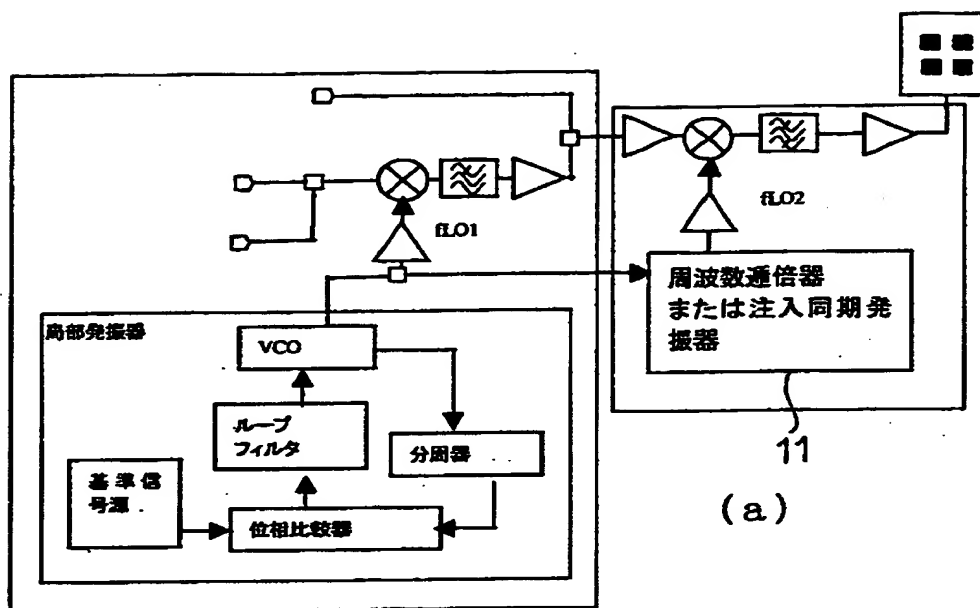 fLO1
fLO2
周波数逓倍器
または注入同期発
振器
局部発振器
VCO
ループ
フィルタ
分周器
基準信
号源
位相比較器
11
(a)